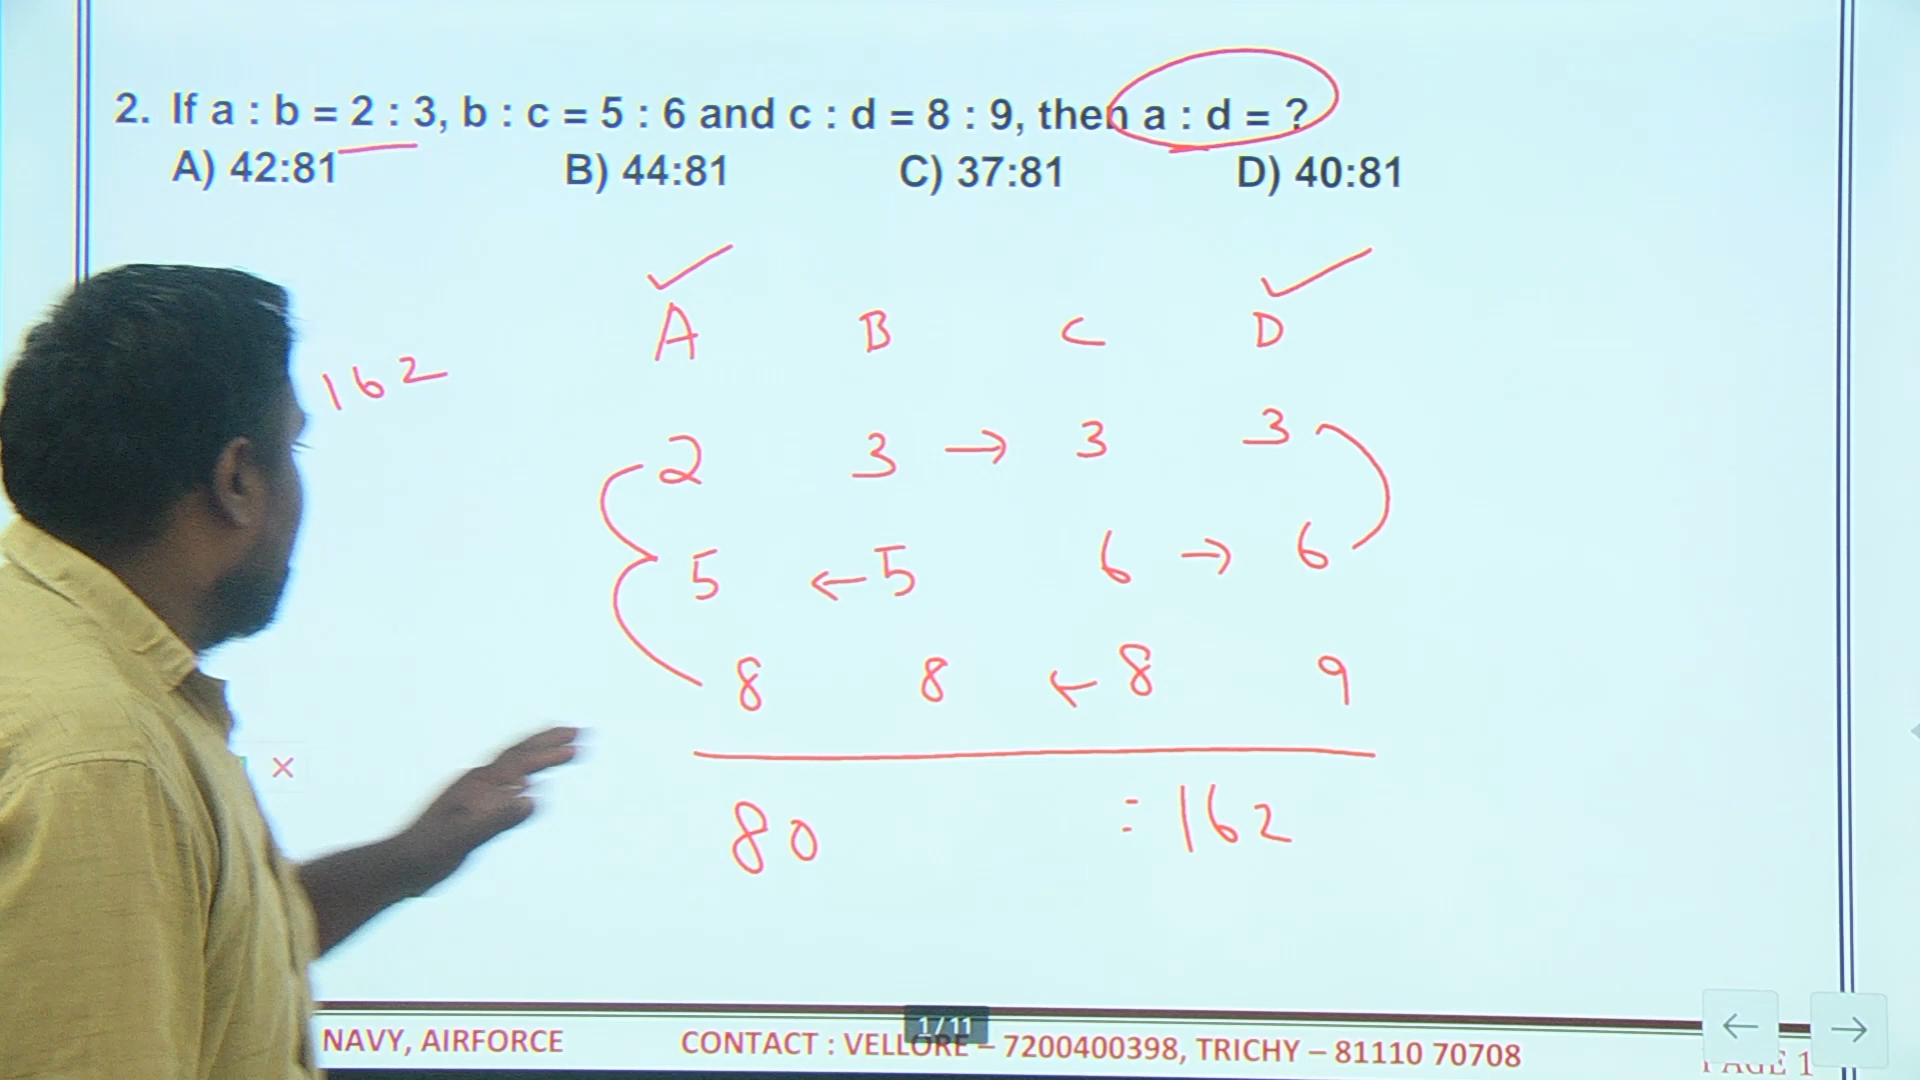 2. If a : b = 2 : 3, b : c = 5 : 6 and c : d = 8 : 9, then a : d = ?
A) 42:81 B) 44:81 C) 37:81 D) 40:81
A B C D
162
2 3 → 3 3
5 ← 5 6 → 6
8 8 ← 8 9
×
80 : 162
1 / 11
NAVY, AIRFORCE CONTACT : VELLORE – 7200400398, TRICHY – 81110 70708
← →
PAGE 1